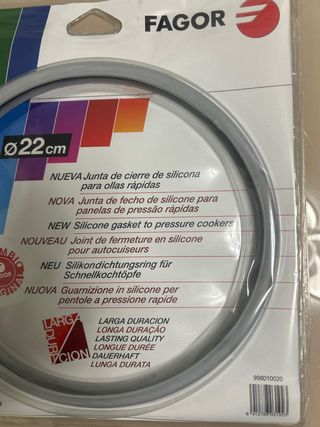 FAGOR
ø22cm
NUEVA Junta de cierre de silicona
para ollas rápidas
NOVA Junta de fecho de silicone para
panelas de pressão rápidas
NEW Silicone gasket to pressure cookers
NOUVEAU Joint de fermeture en silicone
pour autocuiseurs
NEU Silikondichtungsring für
Schnellkochtöpfe
NUOVA Guarnizione in silicone per
pentole a pressione rapide
LARGA
DURACION
LARGA DURACION
LONGA DURAÇÃO
LASTING QUALITY
LONGUE DURÉE
DAUERHAFT
LUNGA DURATA
998010020